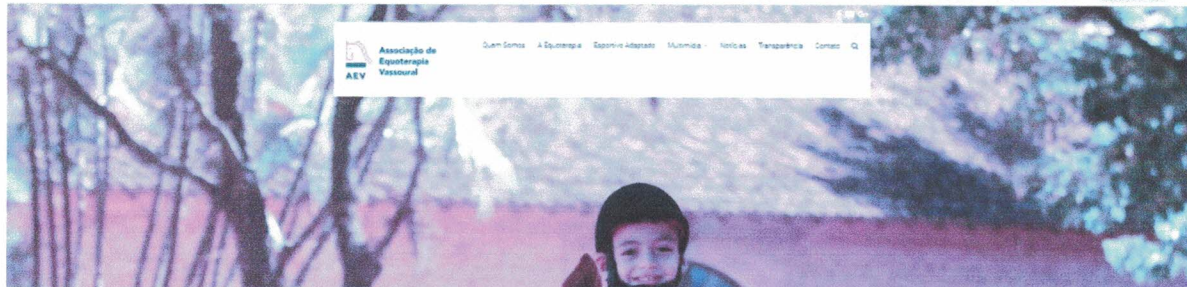 Associação de
Equoterapia
Vassoural
AEV
Quem Somos A Equoterapia Esportivo Adaptado Multimídia Notícias Transparência Contato